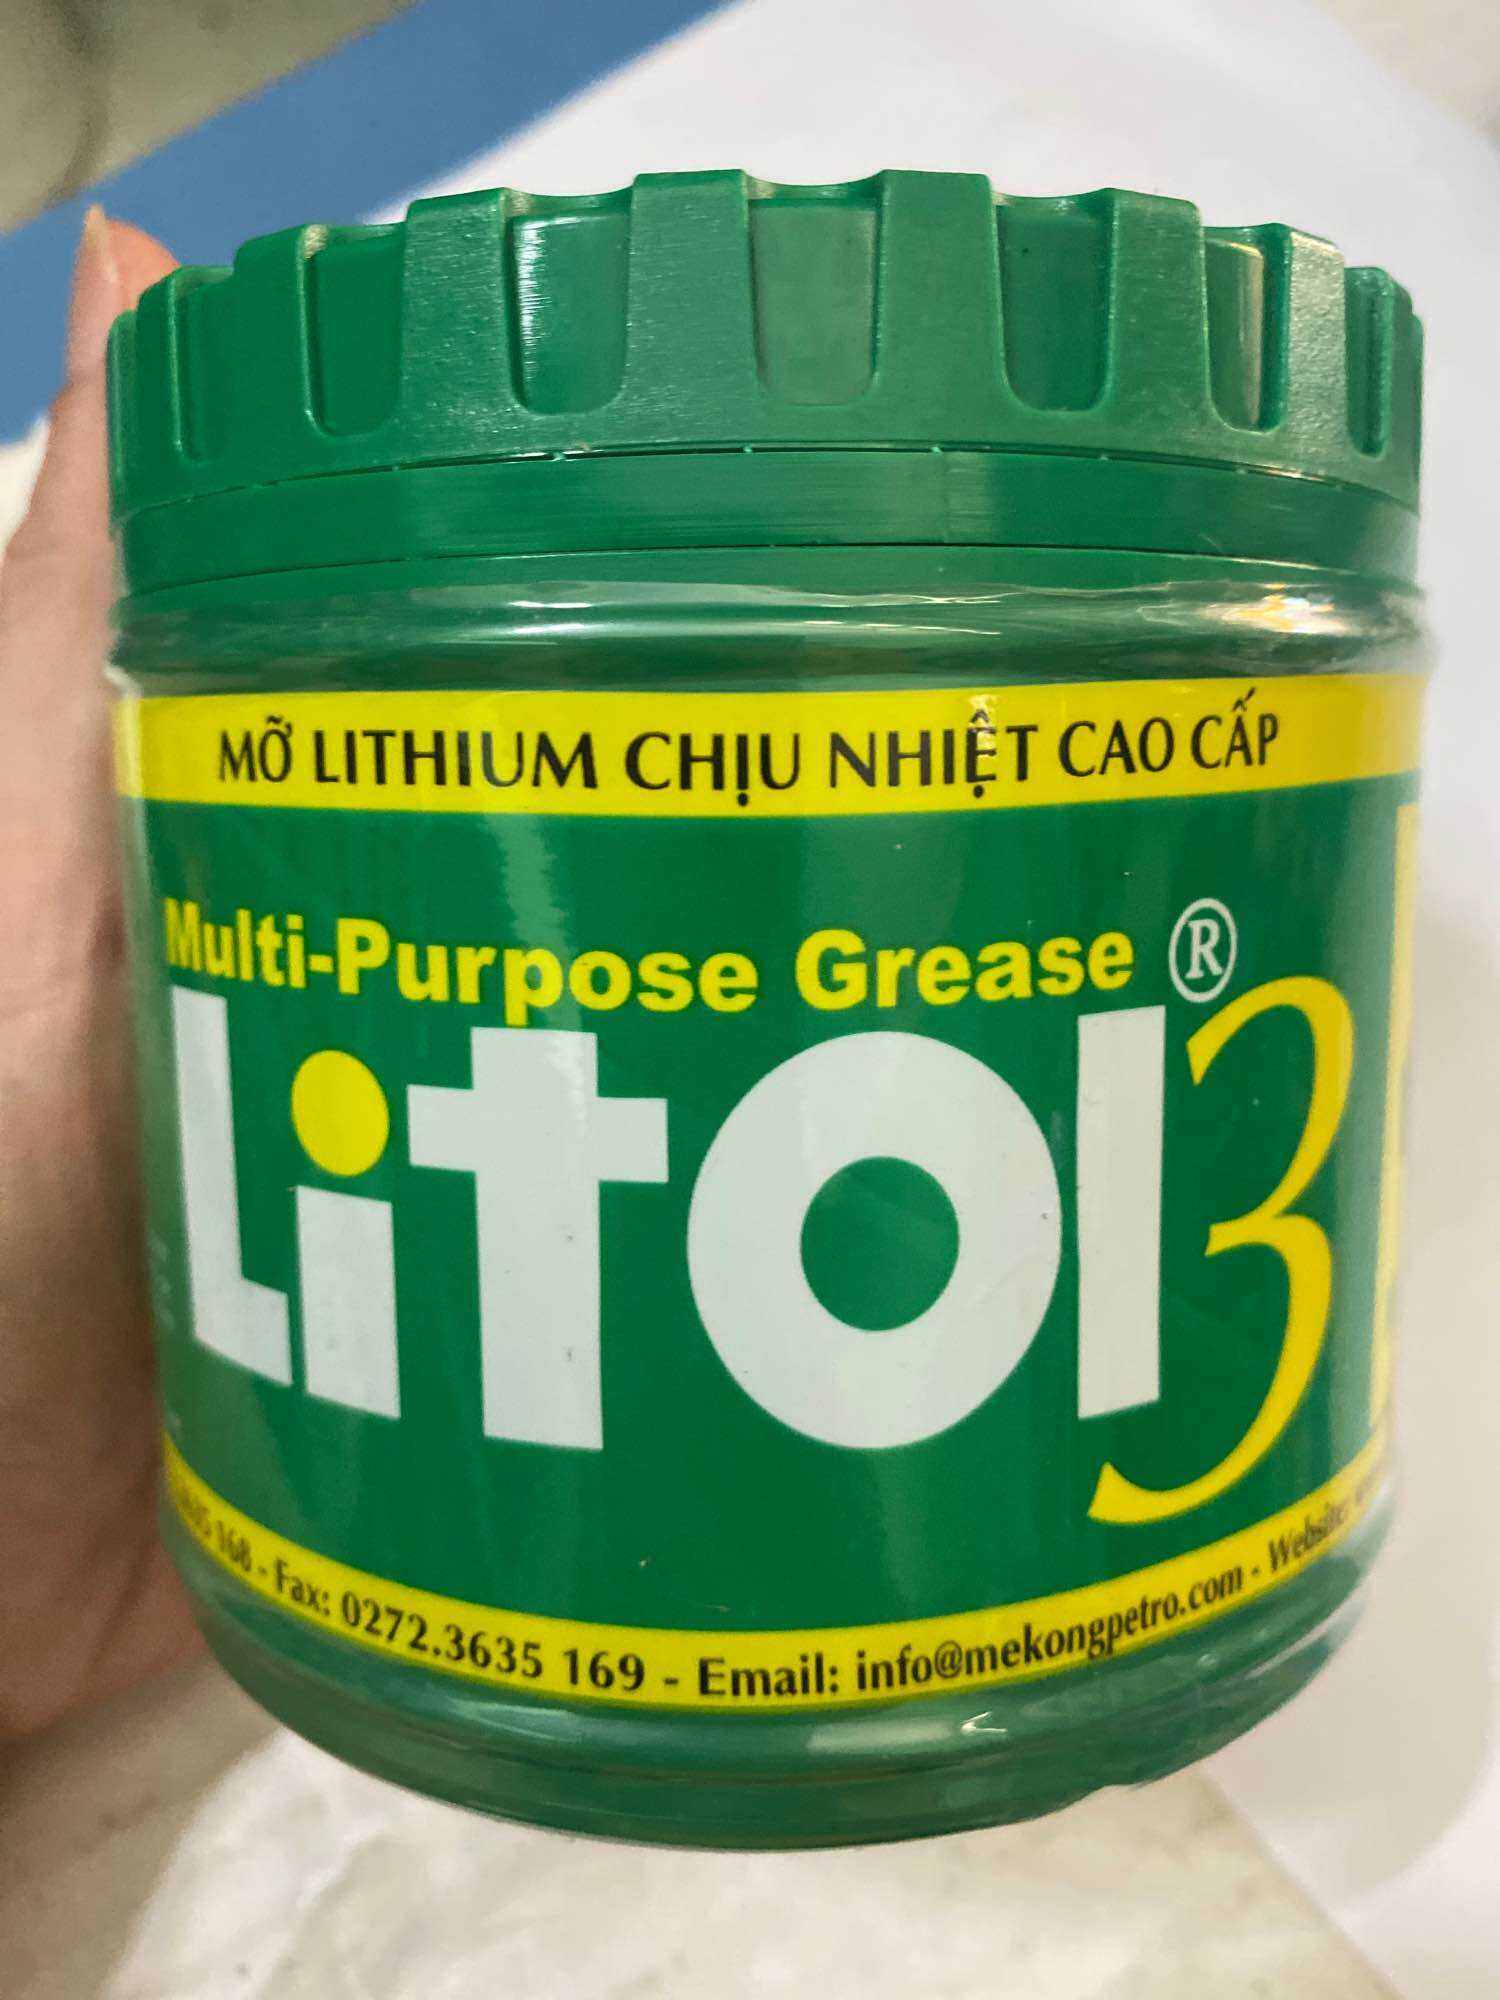 MỠ LITHIUM CHỊU NHIỆT CAO CẤP
Multi-Purpose Grease ®
Litol3
168 - Fax: 0272.3635 169 - Email: info@mekongpetro.com - Website: